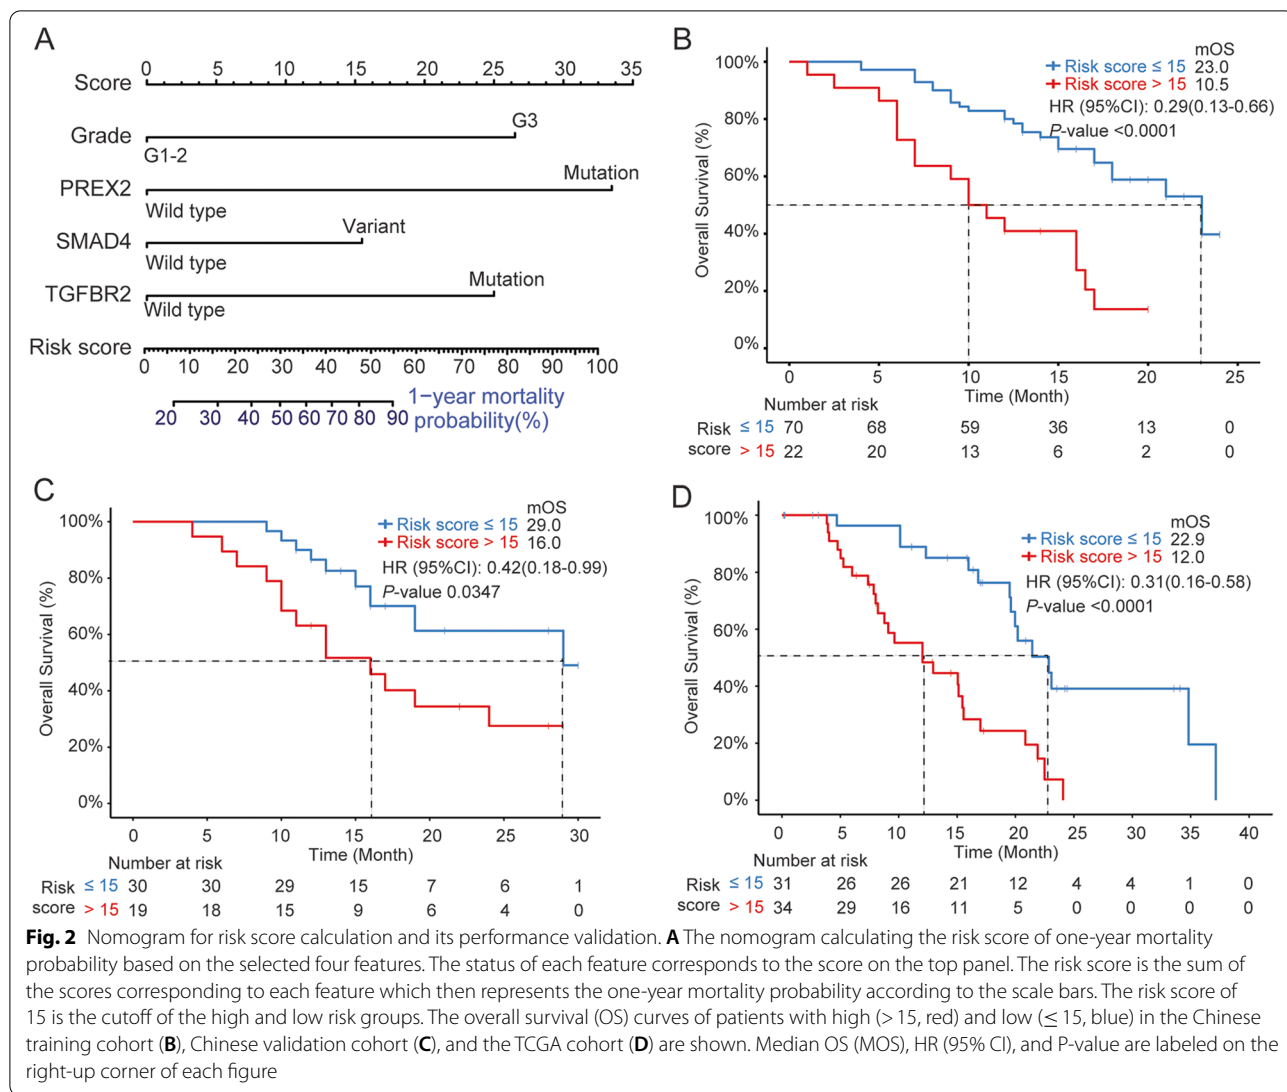 A
0 5 10 15 20 25 30 35
Score
Grade
G3
G1-2
PREX2
Mutation
Wild type
SMAD4
Variant
Wild type
TGFBR2
Mutation
Wild type
Risk score
0 10 20 30 40 50 60 70 80 90 100
20 30 40 50 60 70 80 90
1−year mortality
probability(%)
B
mOS
Risk score ≤ 15 23.0
Risk score > 15 10.5
HR (95%CI): 0.29(0.13-0.66)
P-value <0.0001
Overall Survival (%)
100%
80%
60%
40%
20%
0%
0 5 10 15 20 25
Time (Month)
Number at risk
Risk ≤ 15 70 68 59 36 13 0
score > 15 22 20 13 6 2 0
C
mOS
Risk score ≤ 15 29.0
Risk score > 15 16.0
HR (95%CI): 0.42(0.18-0.99)
P-value 0.0347
Overall Survival (%)
100%
80%
60%
40%
20%
0%
0 5 10 15 20 25 30
Time (Month)
Number at risk
Risk ≤ 15 30 30 29 15 7 6 1
score > 15 19 18 15 9 6 4 0
D
mOS
Risk score ≤ 15 22.9
Risk score > 15 12.0
HR (95%CI): 0.31(0.16-0.58)
P-value <0.0001
Overall Survival (%)
100%
80%
60%
40%
20%
0%
0 5 10 15 20 25 30 35 40
Time (Month)
Number at risk
Risk ≤ 15 31 26 26 21 12 4 4 1 0
score > 15 34 29 16 11 5 0 0 0 0
Fig. 2 Nomogram for risk score calculation and its performance validation. A The nomogram calculating the risk score of one-year mortality
probability based on the selected four features. The status of each feature corresponds to the score on the top panel. The risk score is the sum of
the scores corresponding to each feature which then represents the one-year mortality probability according to the scale bars. The risk score of
15 is the cutoff of the high and low risk groups. The overall survival (OS) curves of patients with high (> 15, red) and low (≤ 15, blue) in the Chinese
training cohort (B), Chinese validation cohort (C), and the TCGA cohort (D) are shown. Median OS (MOS), HR (95% CI), and P-value are labeled on the
right-up corner of each figure